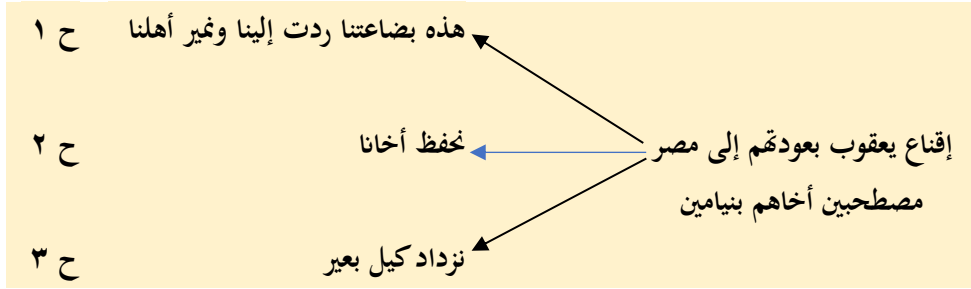 هذه بضاعتنا ردت إلينا ونمير أهلنا ح ١
إقناع يعقوب بعودتهم إلى مصر نحفظ أخانا ح ٢
مصطحبين أخاهم بنيامين
نزداد كيل بعير ح ٣